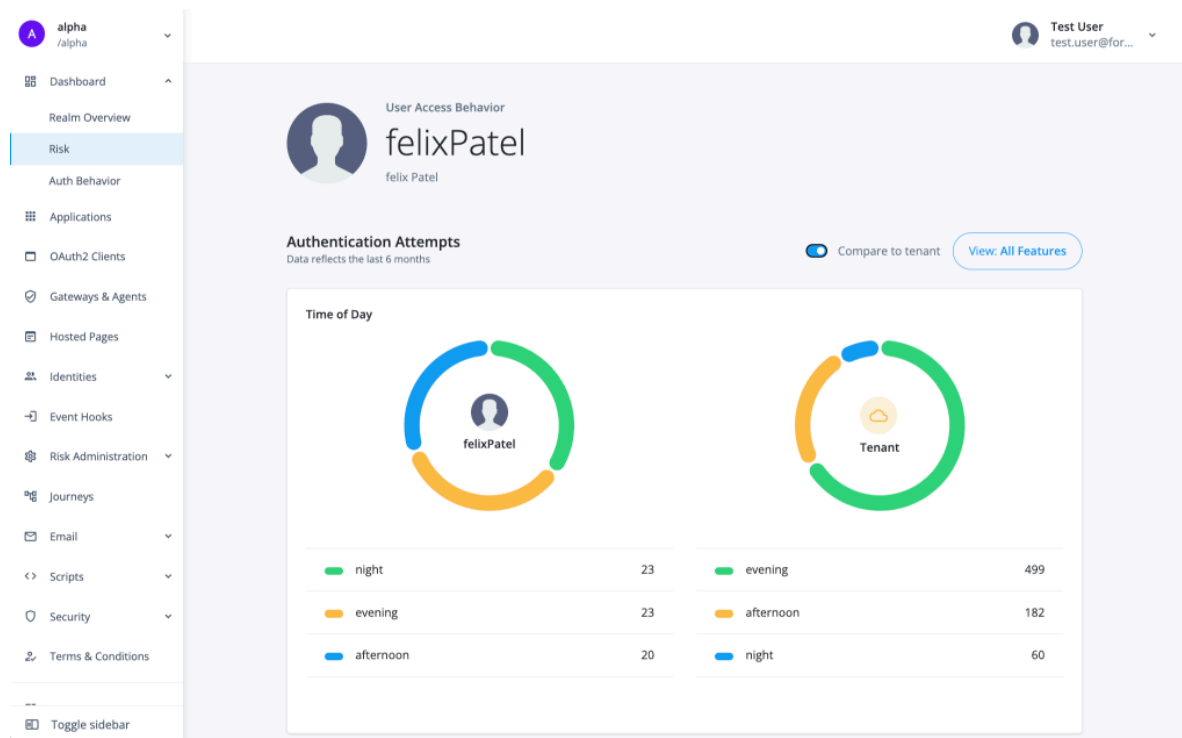 A
alpha
/alpha
Test User
test.user@for...
Dashboard
Realm Overview
Risk
Auth Behavior
Applications
OAuth2 Clients
Gateways & Agents
Hosted Pages
Identities
Event Hooks
Risk Administration
Journeys
Email
Scripts
Security
Terms & Conditions
Toggle sidebar
User Access Behavior
felixPatel
felix Patel
Authentication Attempts
Data reflects the last 6 months
Compare to tenant
View: All Features
Time of Day
felixPatel
Tenant
night 23
evening 23
afternoon 20
evening 499
afternoon 182
night 60